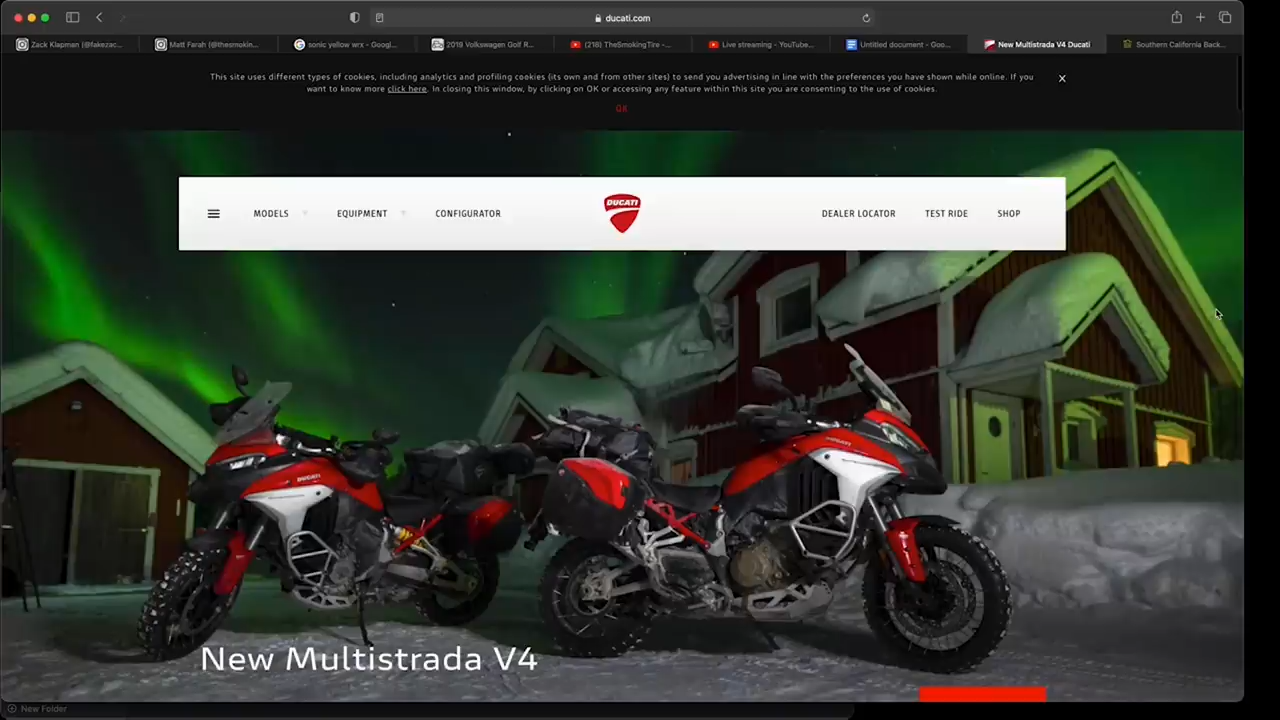 ducati.com
Zack Klapman (@fakezac...
Matt Farah (@thesmokin...
sonic yellow wrx - Googl...
2019 Volkswagen Golf R...
(218) TheSmokingTire -...
Live streaming - YouTube...
Untitled document - Goo...
New Multistrada V4 Ducati
Southern California Back...
This site uses different types of cookies, including analytics and profiling cookies (its own and from other sites) to send you advertising in line with the preferences you have shown while online. If you
want to know more click here. In closing this window, by clicking on OK or accessing any feature within this site you are consenting to the use of cookies.
OK
MODELS
EQUIPMENT
CONFIGURATOR
DUCATI
DEALER LOCATOR
TEST RIDE
SHOP
DUCATI
DUCATI
New Multistrada V4
New Folder